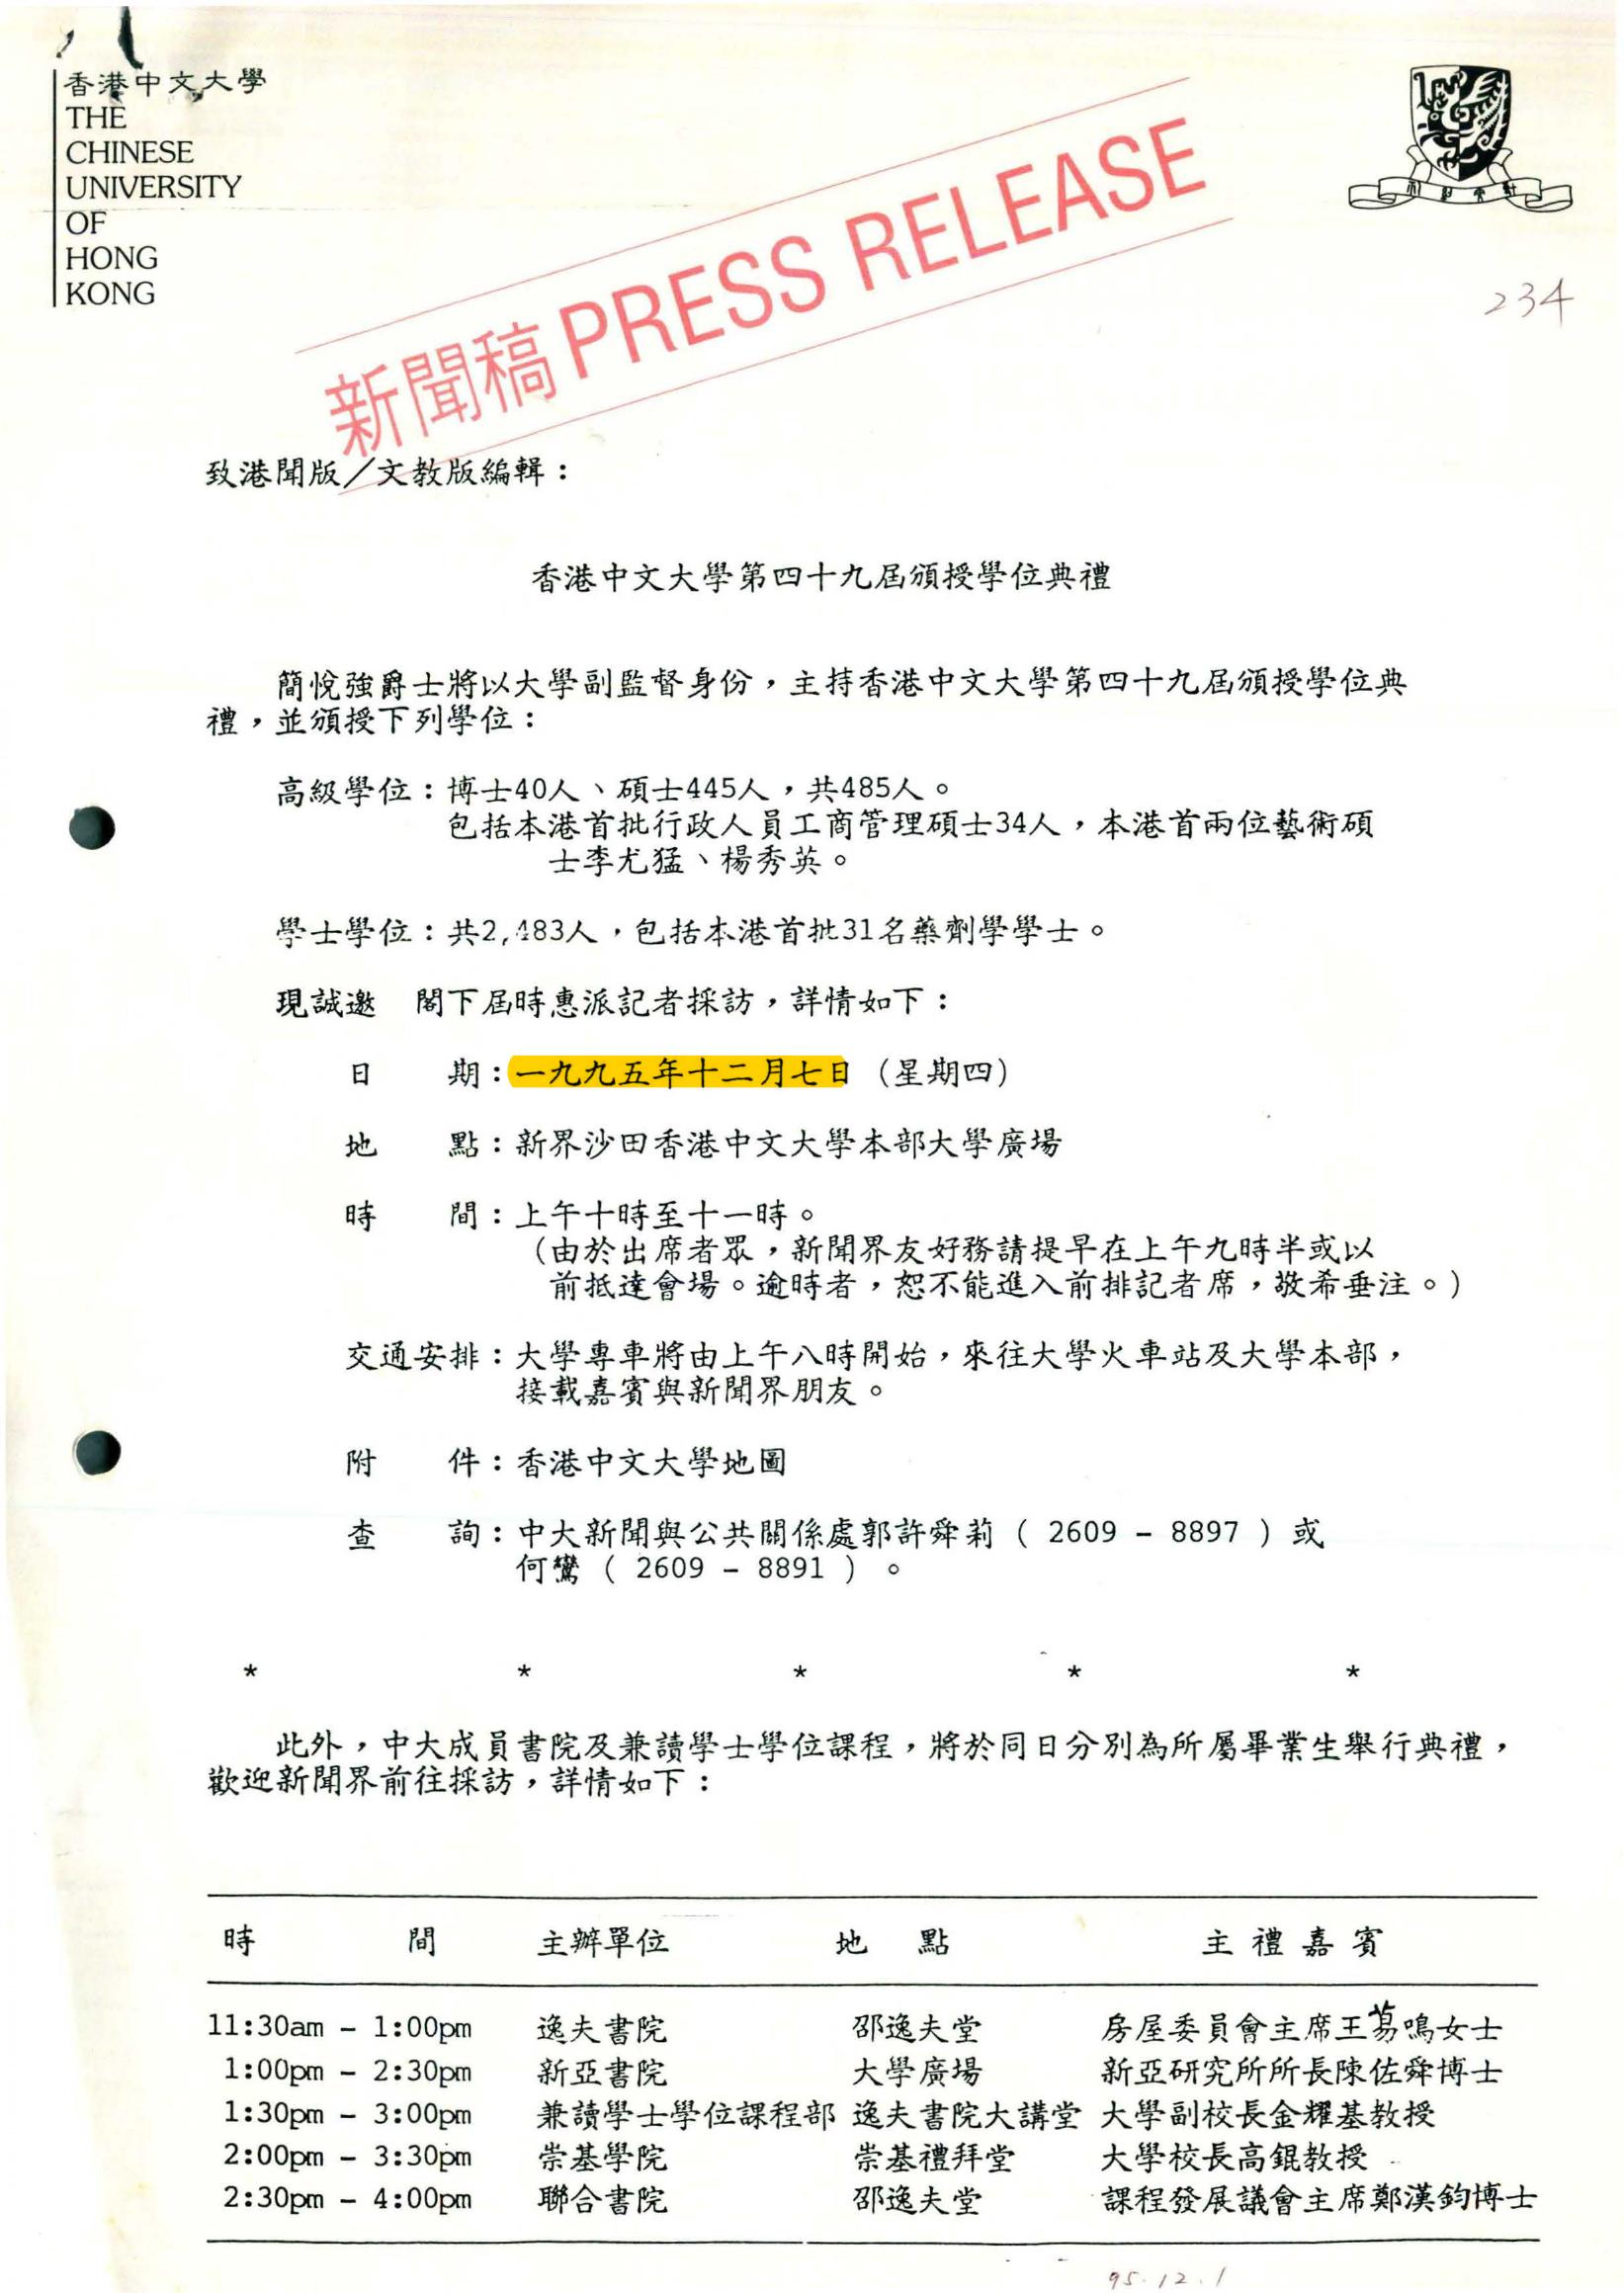 香港中文大學
THE
CHINESE
UNIVERSITY
OF
HONG
KONG
新聞稿 PRESS RELEASE
234
致港聞版／文教版編輯：
香港中文大學第四十九屆頒授學位典禮
簡悅強爵士將以大學副監督身份，主持香港中文大學第四十九屆頒授學位典
禮，並頒授下列學位：
高級學位：博士40人、碩士445人，共485人。
包括本港首批行政人員工商管理碩士34人，本港首兩位藝術碩
士李尤猛、楊秀英。
學士學位：共2,483人，包括本港首批31名藥劑學學士。
現誠邀　閣下屆時惠派記者採訪，詳情如下：
日　　期：一九九五年十二月七日（星期四）
地　　點：新界沙田香港中文大學本部大學廣場
時　　間：上午十時至十一時。
（由於出席者眾，新聞界友好務請提早在上午九時半或以
前抵達會場。逾時者，恕不能進入前排記者席，敬希垂注。）
交通安排：大學專車將由上午八時開始，來往大學火車站及大學本部，
接載嘉賓與新聞界朋友。
附　　件：香港中文大學地圖
查　　詢：中大新聞與公共關係處郭許舜莉（ 2609 – 8897 ）或
何鸞（ 2609 – 8891 ）。
*　　*　　*　　*　　*
此外，中大成員書院及兼讀學士學位課程，將於同日分別為所屬畢業生舉行典禮，
歡迎新聞界前往採訪，詳情如下：
時　　間　　主辦單位　　地　點　　主禮嘉賓
11:30am – 1:00pm　逸夫書院　邵逸夫堂　房屋委員會主席王䓪鳴女士
1:00pm – 2:30pm　新亞書院　大學廣場　新亞研究所所長陳佐舜博士
1:30pm – 3:00pm　兼讀學士學位課程部　逸夫書院大講堂　大學副校長金耀基教授
2:00pm – 3:30pm　崇基學院　崇基禮拜堂　大學校長高錕教授
2:30pm – 4:00pm　聯合書院　邵逸夫堂　課程發展議會主席鄭漢鈞博士
95.12.1